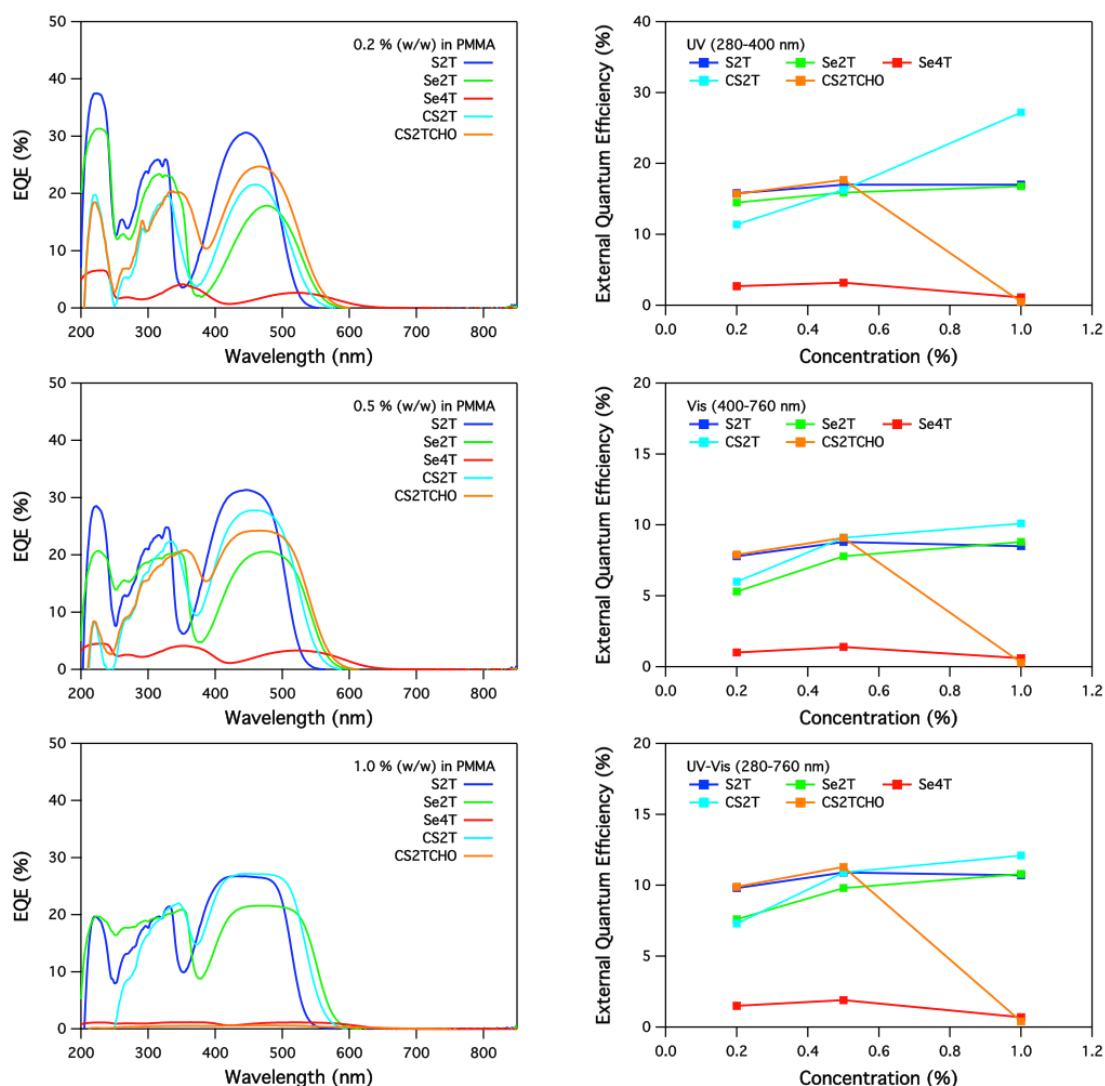 50
40
30
20
10
0
EQE (%)
0.2 % (w/w) in PMMA
S2T
Se2T
Se4T
CS2T
CS2TCHO
200 300 400 500 600 700 800
Wavelength (nm)
40
30
20
10
0
External Quantum Efficiency (%)
UV (280-400 nm)
S2T Se2T Se4T
CS2T CS2TCHO
0.0 0.2 0.4 0.6 0.8 1.0 1.2
Concentration (%)
50
40
30
20
10
0
EQE (%)
0.5 % (w/w) in PMMA
S2T
Se2T
Se4T
CS2T
CS2TCHO
200 300 400 500 600 700 800
Wavelength (nm)
20
15
10
5
0
External Quantum Efficiency (%)
Vis (400-760 nm)
S2T Se2T Se4T
CS2T CS2TCHO
0.0 0.2 0.4 0.6 0.8 1.0 1.2
Concentration (%)
50
40
30
20
10
0
EQE (%)
1.0 % (w/w) in PMMA
S2T
Se2T
Se4T
CS2T
CS2TCHO
200 300 400 500 600 700 800
Wavelength (nm)
20
15
10
5
0
External Quantum Efficiency (%)
UV-Vis (280-760 nm)
S2T Se2T Se4T
CS2T CS2TCHO
0.0 0.2 0.4 0.6 0.8 1.0 1.2
Concentration (%)